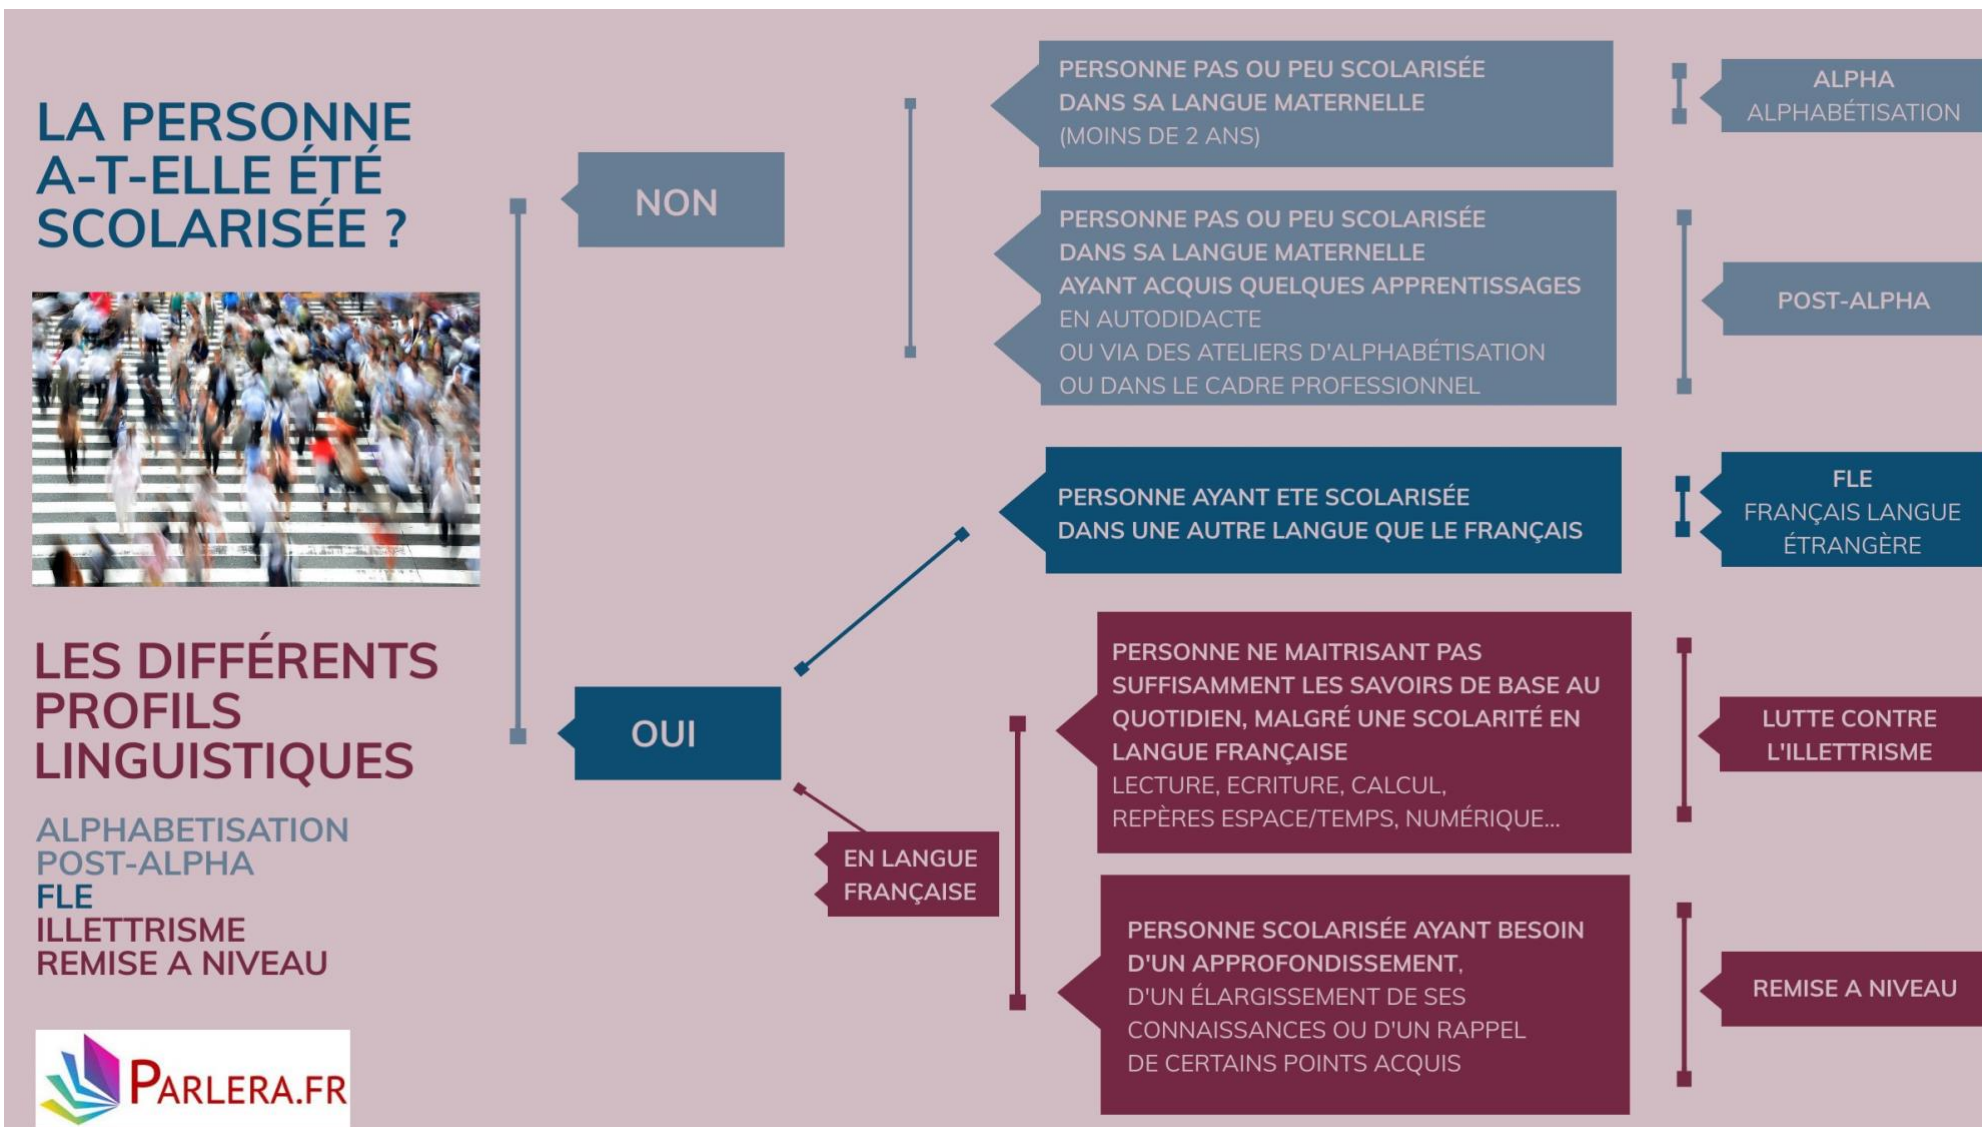 LA PERSONNE
A-T-ELLE ÉTÉ
SCOLARISÉE ?
LES DIFFÉRENTS
PROFILS
LINGUISTIQUES
ALPHABETISATION
POST-ALPHA
FLE
ILLETTRISME
REMISE A NIVEAU
PARLERA.FR
NON
PERSONNE PAS OU PEU SCOLARISÉE
DANS SA LANGUE MATERNELLE
(MOINS DE 2 ANS)
ALPHA
ALPHABÉTISATION
PERSONNE PAS OU PEU SCOLARISÉE
DANS SA LANGUE MATERNELLE
AYANT ACQUIS QUELQUES APPRENTISSAGES
EN AUTODIDACTE
OU VIA DES ATELIERS D'ALPHABÉTISATION
OU DANS LE CADRE PROFESSIONNEL
POST-ALPHA
OUI
PERSONNE AYANT ETE SCOLARISÉE
DANS UNE AUTRE LANGUE QUE LE FRANÇAIS
FLE
FRANÇAIS LANGUE
ÉTRANGÈRE
EN LANGUE
FRANÇAISE
PERSONNE NE MAITRISANT PAS
SUFFISAMMENT LES SAVOIRS DE BASE AU
QUOTIDIEN, MALGRÉ UNE SCOLARITÉ EN
LANGUE FRANÇAISE
LECTURE, ECRITURE, CALCUL,
REPÈRES ESPACE/TEMPS, NUMÉRIQUE...
LUTTE CONTRE
L'ILLETTRISME
PERSONNE SCOLARISÉE AYANT BESOIN
D'UN APPROFONDISSEMENT,
D'UN ÉLARGISSEMENT DE SES
CONNAISSANCES OU D'UN RAPPEL
DE CERTAINS POINTS ACQUIS
REMISE A NIVEAU